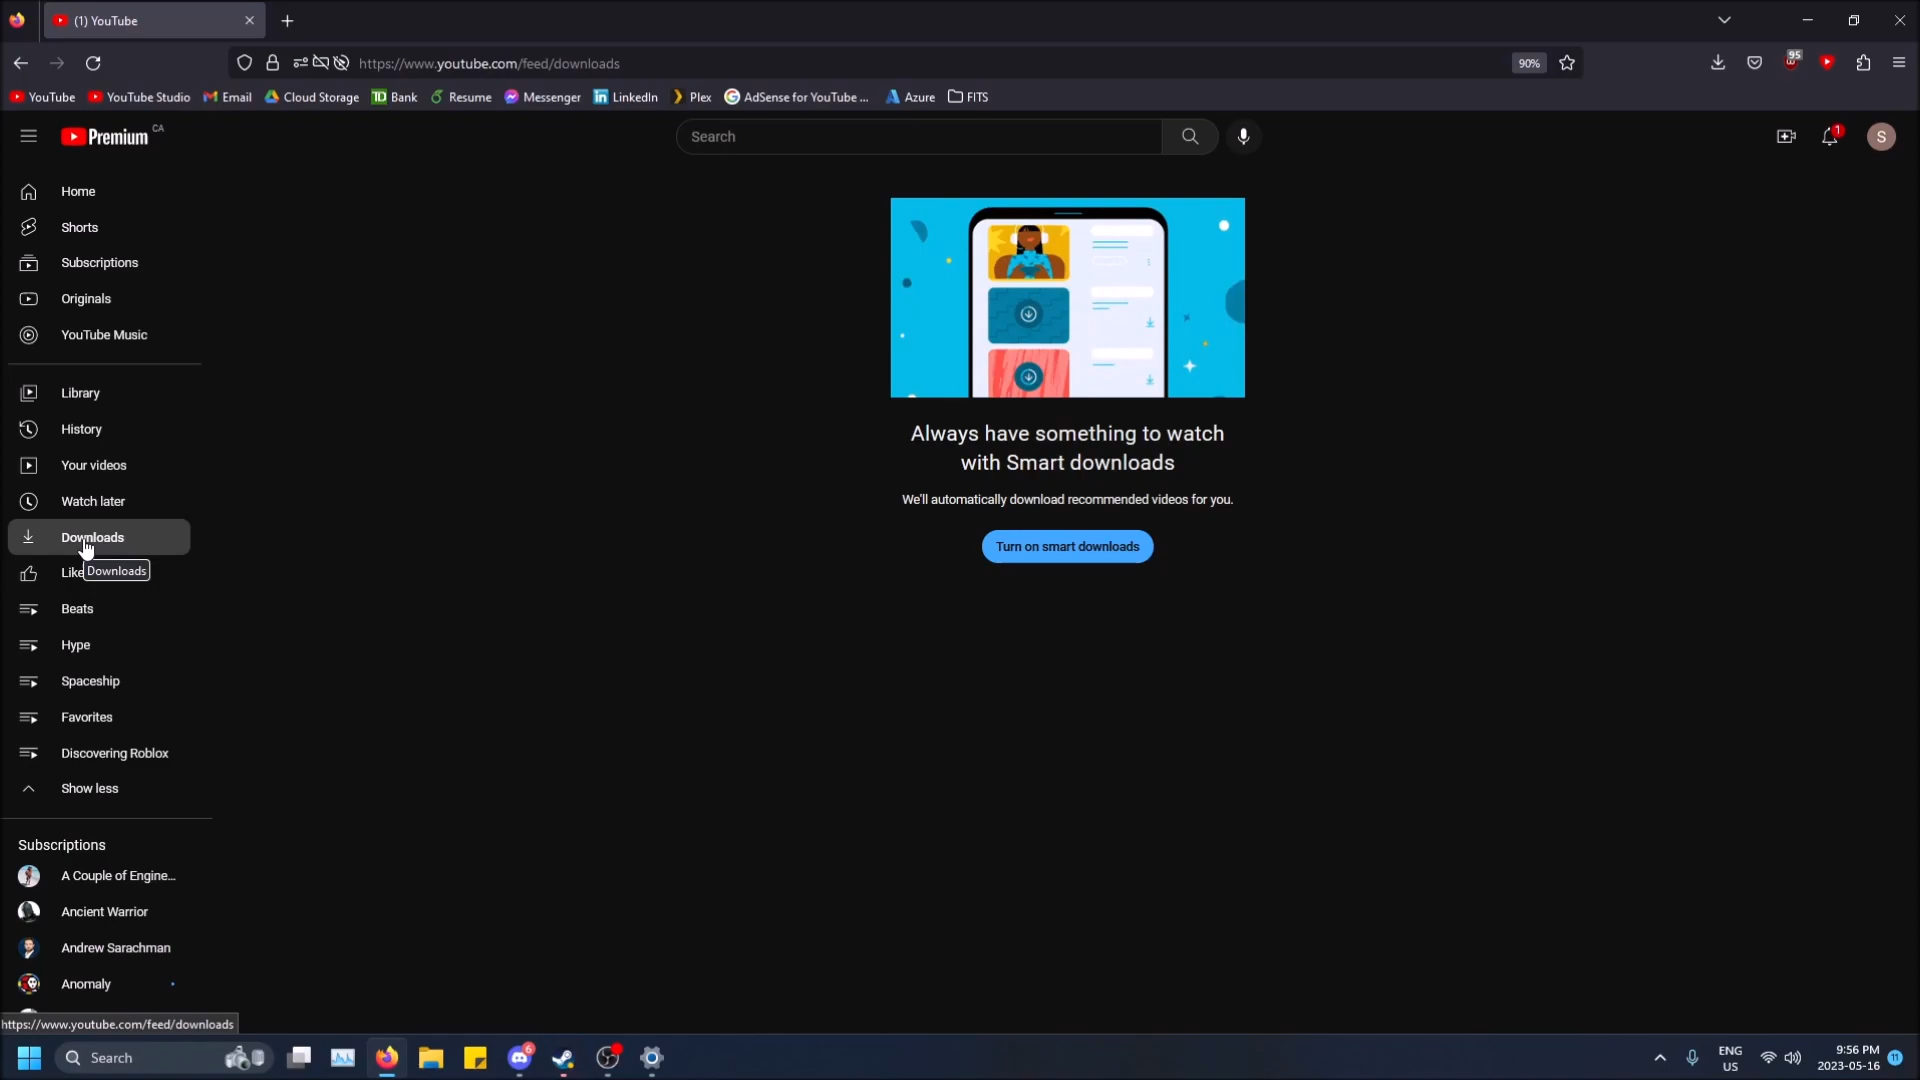 (1) YouTube
https://www.youtube.com/feed/downloads
90%
95
YouTube
YouTube Studio
Email
Cloud Storage
TD Bank
Resume
Messenger
LinkedIn
Plex
AdSense for YouTube ...
Azure
FITS
Premium CA
Search
1
S
Home
Shorts
Subscriptions
Originals
YouTube Music
Library
History
Your videos
Watch later
Downloads
Like
Downloads
Beats
Hype
Spaceship
Favorites
Discovering Roblox
Show less
Subscriptions
A Couple of Engine...
Ancient Warrior
Andrew Sarachman
Anomaly
Always have something to watch
with Smart downloads
We'll automatically download recommended videos for you.
Turn on smart downloads
https://www.youtube.com/feed/downloads
Search
6
ENG
US
9:56 PM
2023-05-16
11